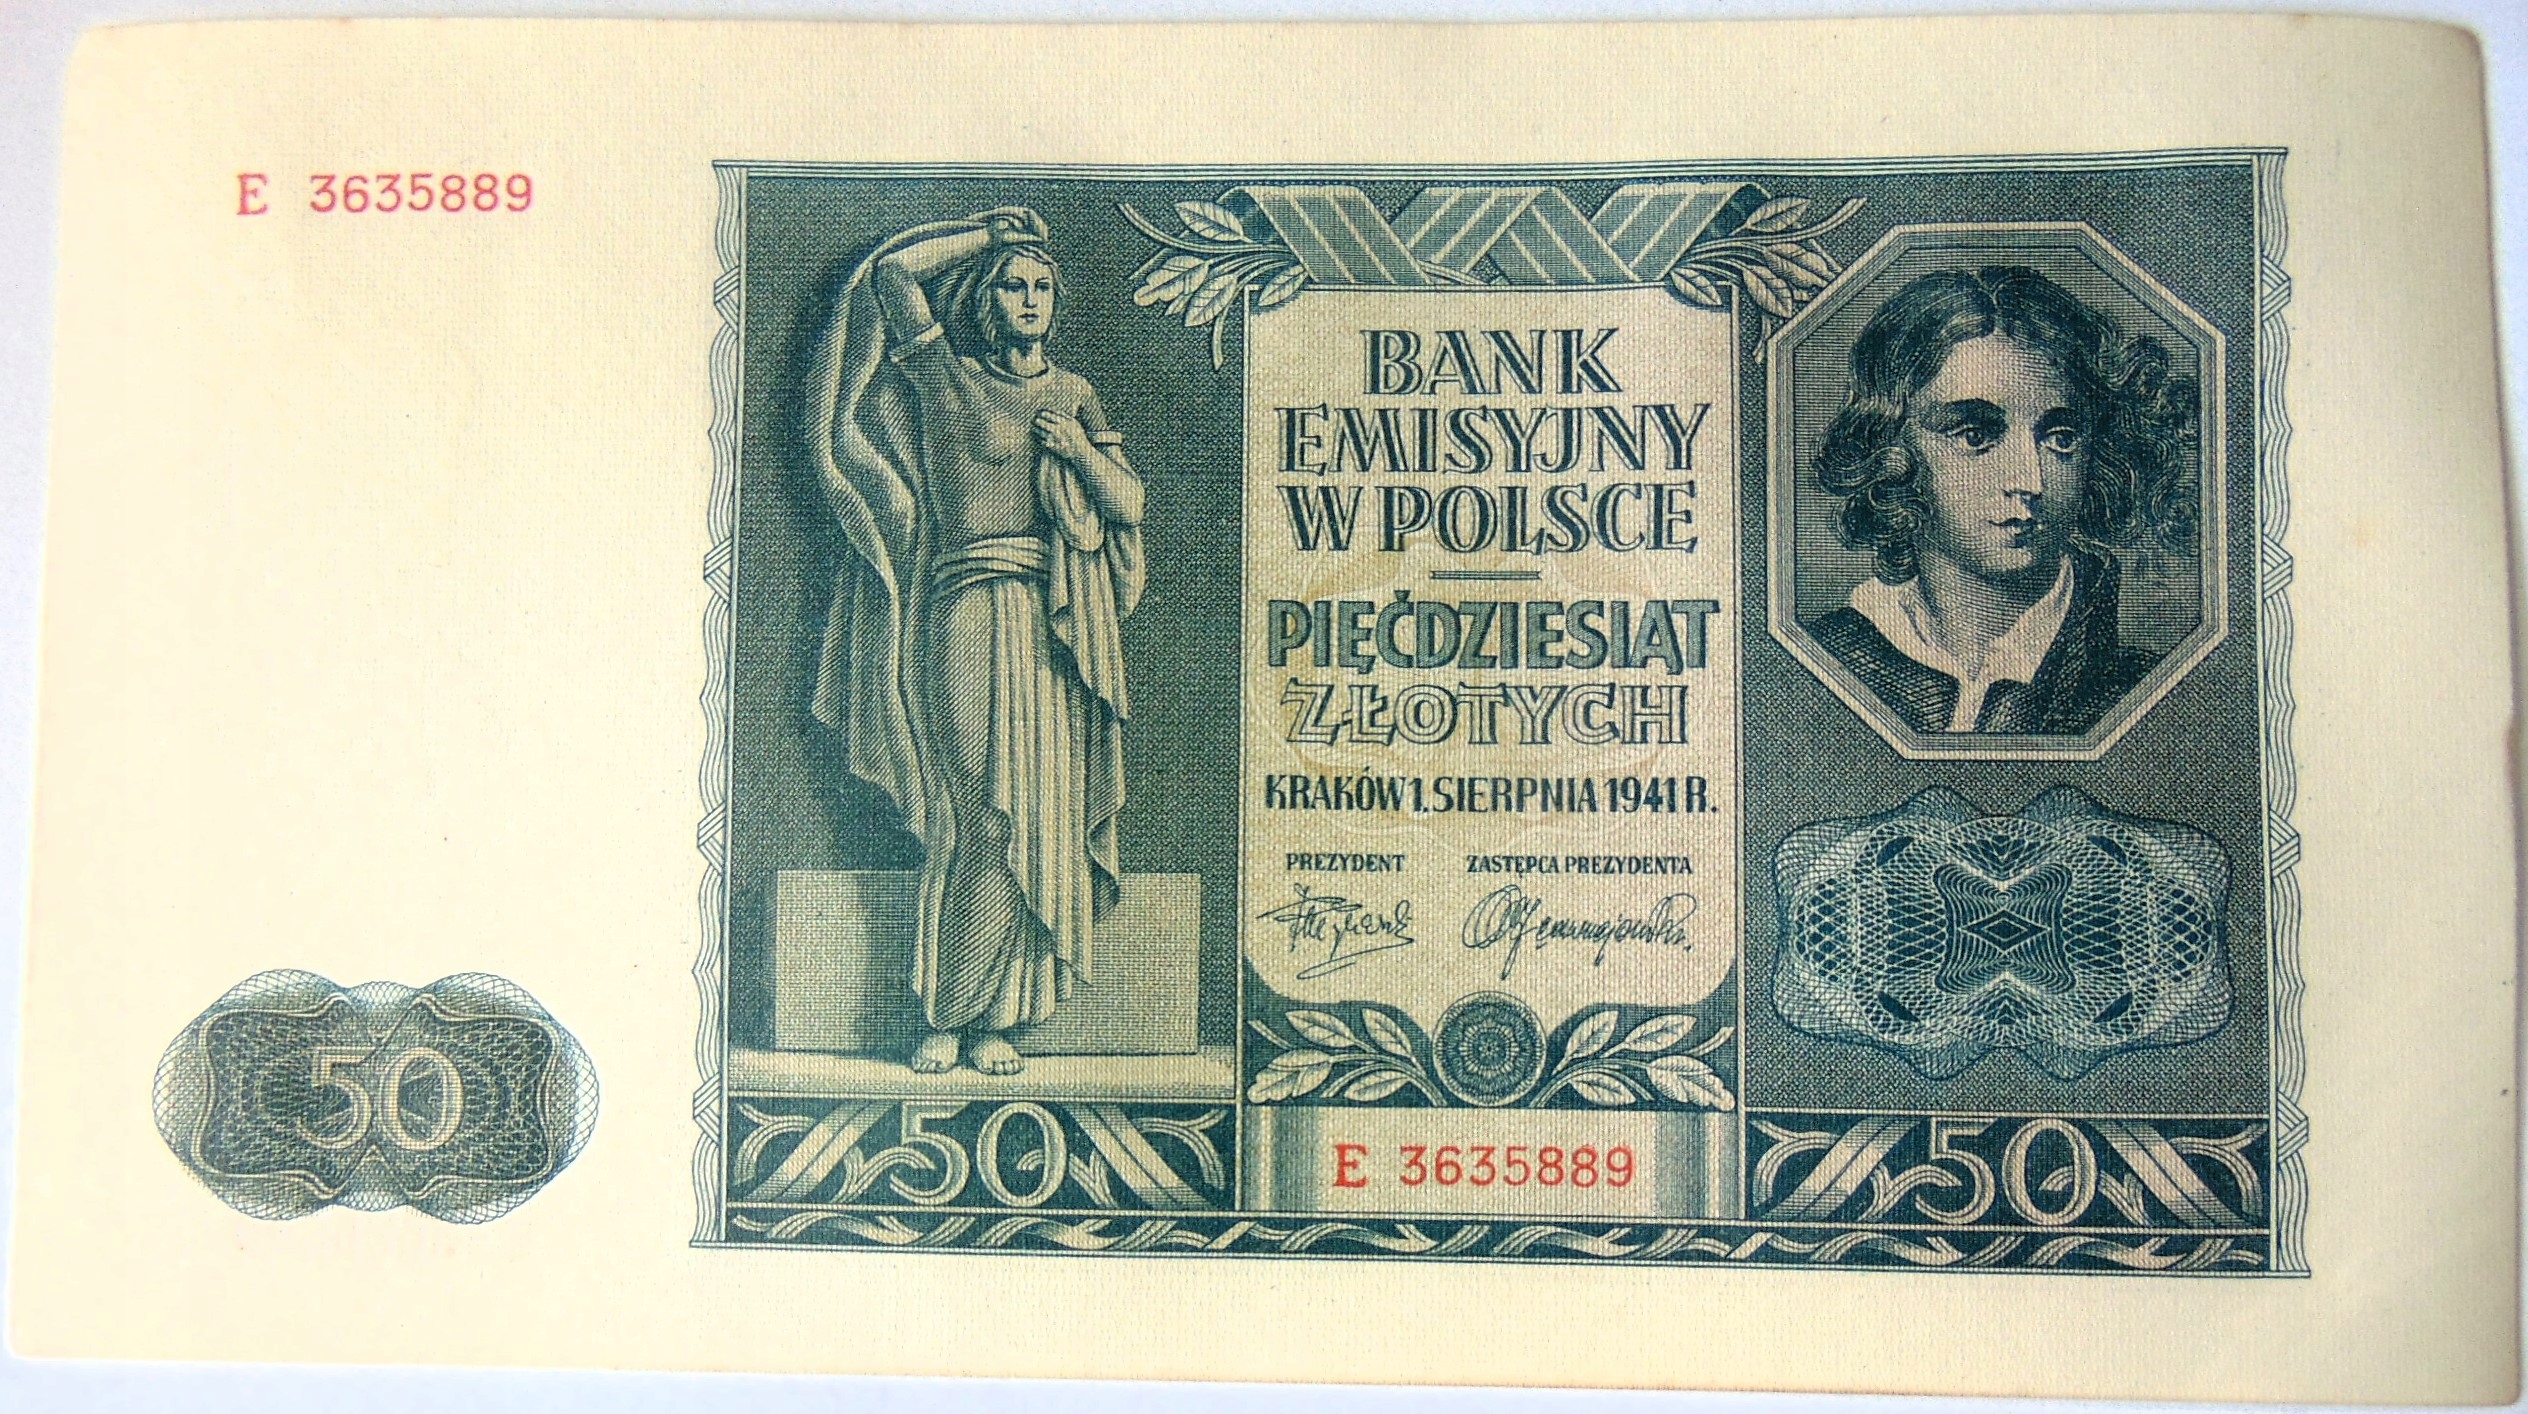 E 3635889
BANK
EMISYJNY
W POLSCE
PIĘĆDZIESIĄT
ZŁOTYCH
KRAKÓW 1. SIERPNIA 1941 R.
PREZYDENT ZASTĘPCA PREZYDENTA
50
50 E 3635889 50